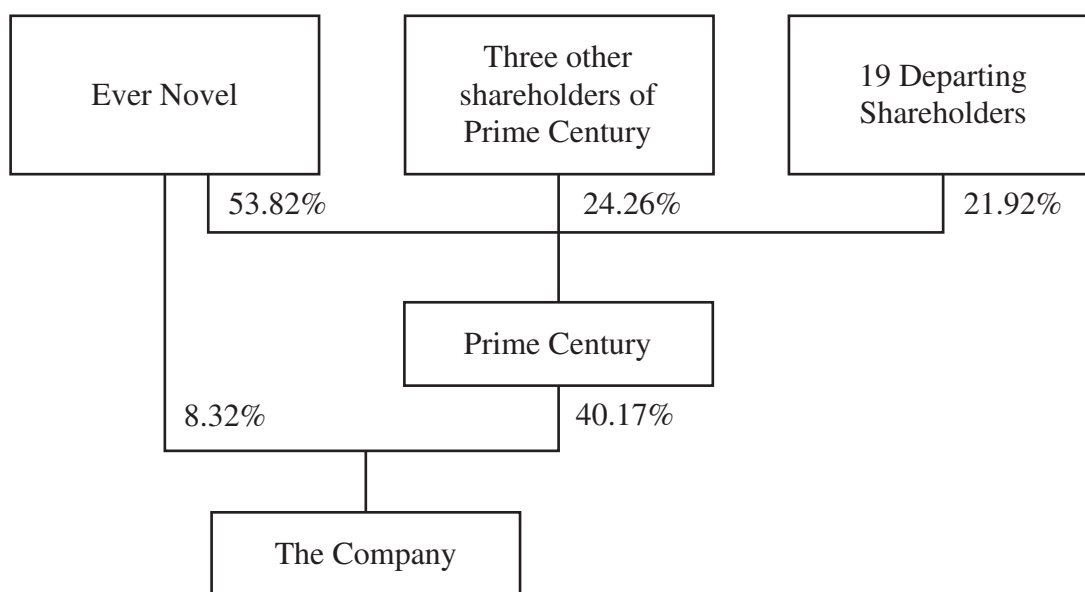 Ever Novel
Three other
shareholders of
Prime Century
19 Departing
Shareholders
53.82%
24.26%
21.92%
Prime Century
8.32%
40.17%
The Company